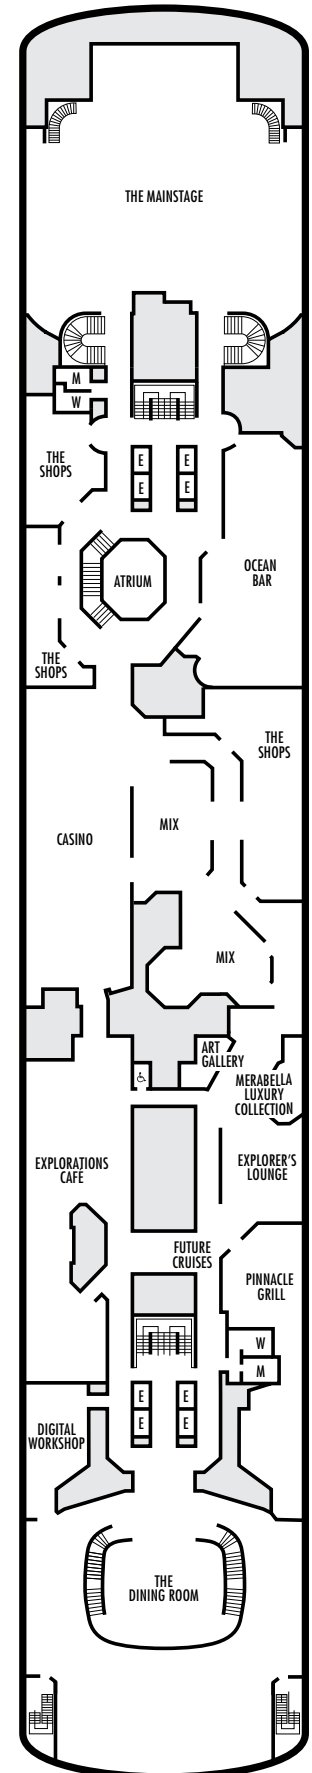 THE MAINSTAGE
M
W
THE
SHOPS
E
E
E
E
ATRIUM
OCEAN
BAR
THE
SHOPS
THE
SHOPS
MIX
CASINO
MIX
ART
GALLERY
MERABELLA
LUXURY
COLLECTION
EXPLORATIONS
CAFÉ
EXPLORER'S
LOUNGE
FUTURE
CRUISES
PINNACLE
GRILL
W
M
E
E
E
E
DIGITAL
WORKSHOP
THE
DINING ROOM